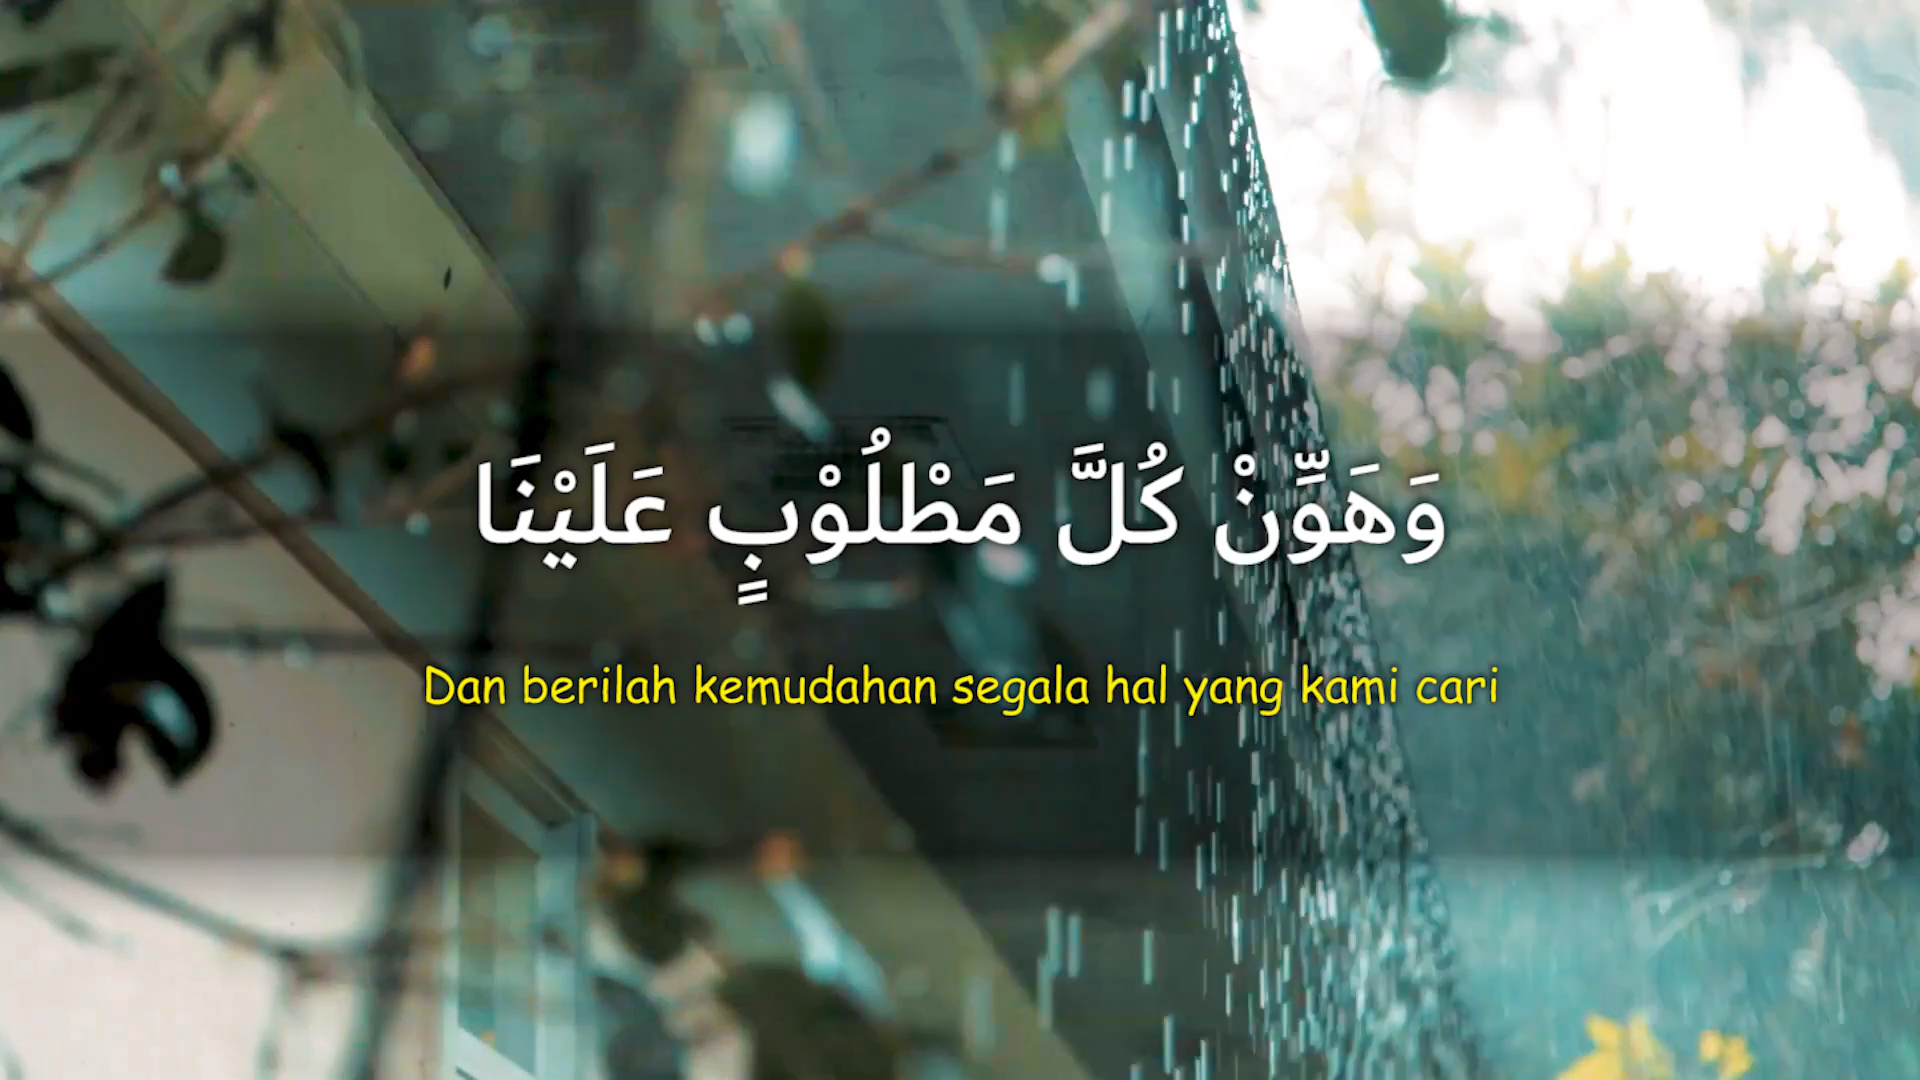 وَهَوِّنْ كُلَّ مَطْلُوْبٍ عَلَيْنَا
Dan berilah kemudahan segala hal yang kami cari